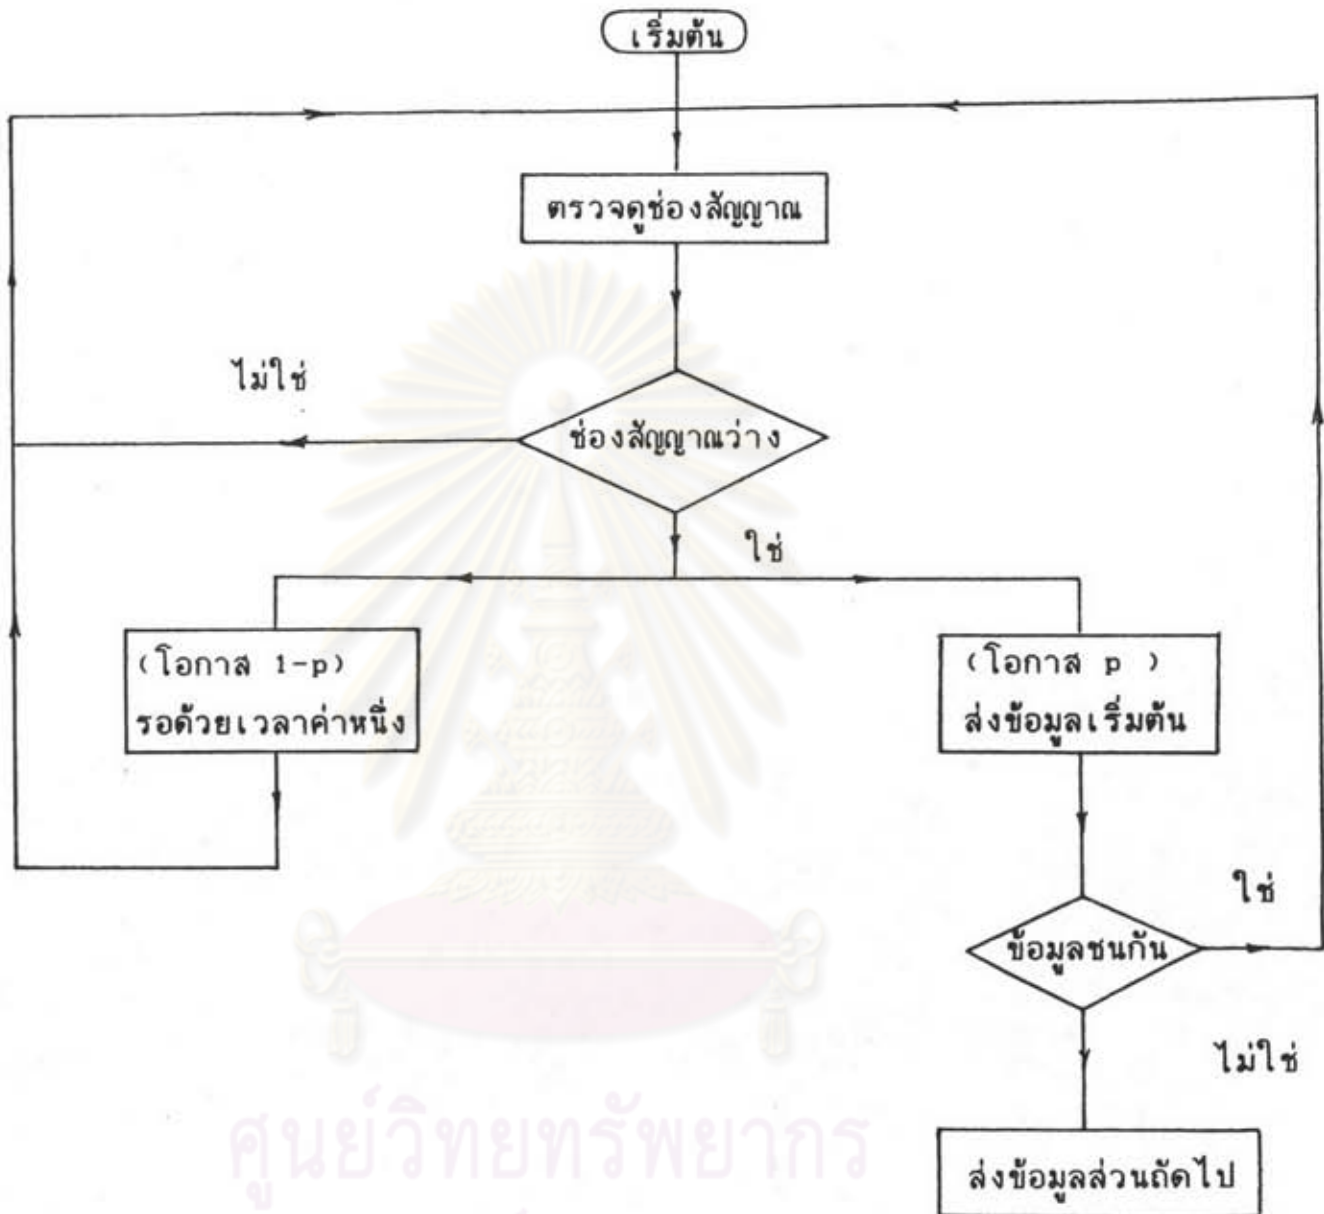 เริ่มต้น
ตรวจดูช่องสัญญาณ
ไม่ใช่
ช่องสัญญาณว่าง
ใช่
(โอกาส 1-p)
รอด้วยเวลาค่าหนึ่ง
(โอกาส p )
ส่งข้อมูลเริ่มต้น
ใช่
ข้อมูลชนกัน
ไม่ใช่
ส่งข้อมูลส่วนถัดไป
ศูนย์วิทยทรัพยากร